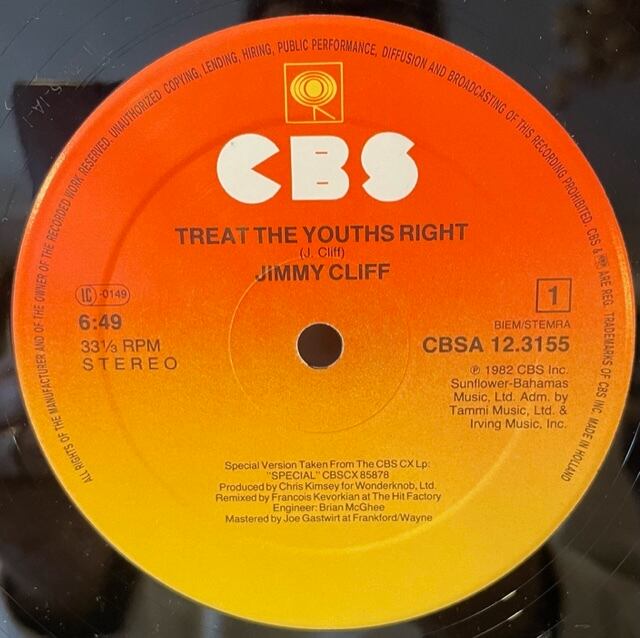 ALL RIGHTS OF THE MANUFACTURER AND OF THE OWNER OF THE RECORDED WORK RESERVED. UNAUTHORIZED COPYING, LENDING, HIRING, PUBLIC PERFORMANCE, DIFFUSION AND BROADCASTING OF THIS RECORDING PROHIBITED. CBS & ARE REG. TRADEMARKS OF CBS INC. MADE IN HOLLAND
CBS
TREAT THE YOUTHS RIGHT
(J. Cliff)
JIMMY CLIFF
LC -0149
6:49
33⅓ RPM
STEREO
1
BIEM/STEMRA
CBSA 12.3155
℗ 1982 CBS Inc.
Sunflower-Bahamas
Music, Ltd. Adm. by
Tammi Music, Ltd. &
Irving Music, Inc.
Special Version Taken From The CBS CX Lp:
"SPECIAL" CBSCX 85878
Produced by Chris Kimsey for Wonderknob, Ltd.
Remixed by Francois Kevorkian at The Hit Factory
Engineer: Brian McGhee
Mastered by Joe Gastwirt at Frankford/Wayne